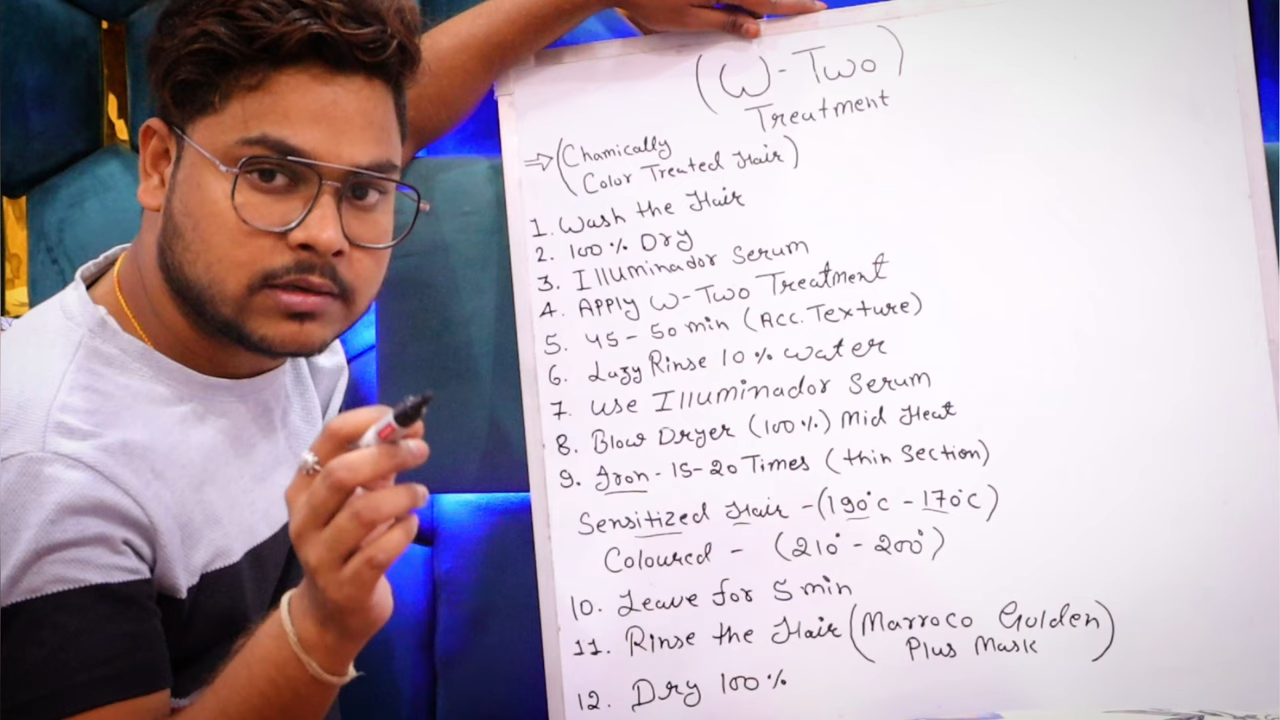 (W-Two)
Treatment
⇒ (Chamically
Color Treated Hair)
1. Wash the Hair
2. 100% Dry
3. Illuminador Serum
4. Apply W-Two Treatment
5. 45-50 min (Acc. Texture)
6. Lazy Rinse 10% water
7. Use Illuminador Serum
8. Blow Dryer (100%) Mid Heat
9. Iron - 15-20 Times (thin Section)
Sensitized Hair - (190°C - 170°C)
Coloured - (210° - 200°)
10. Leave for 5 min
11. Rinse the Hair (Marroco Golden
Plus Mask)
12. Dry 100%